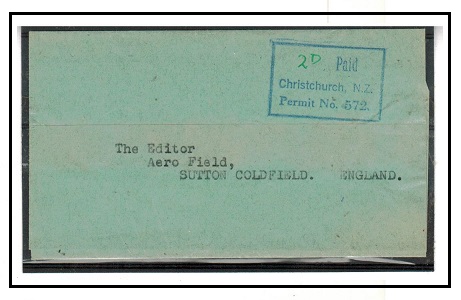 2D Paid
Christchurch, N.Z.
Permit No. 572.
The Editor
Aero Field,
SUTTON COLDFIELD. ENGLAND.